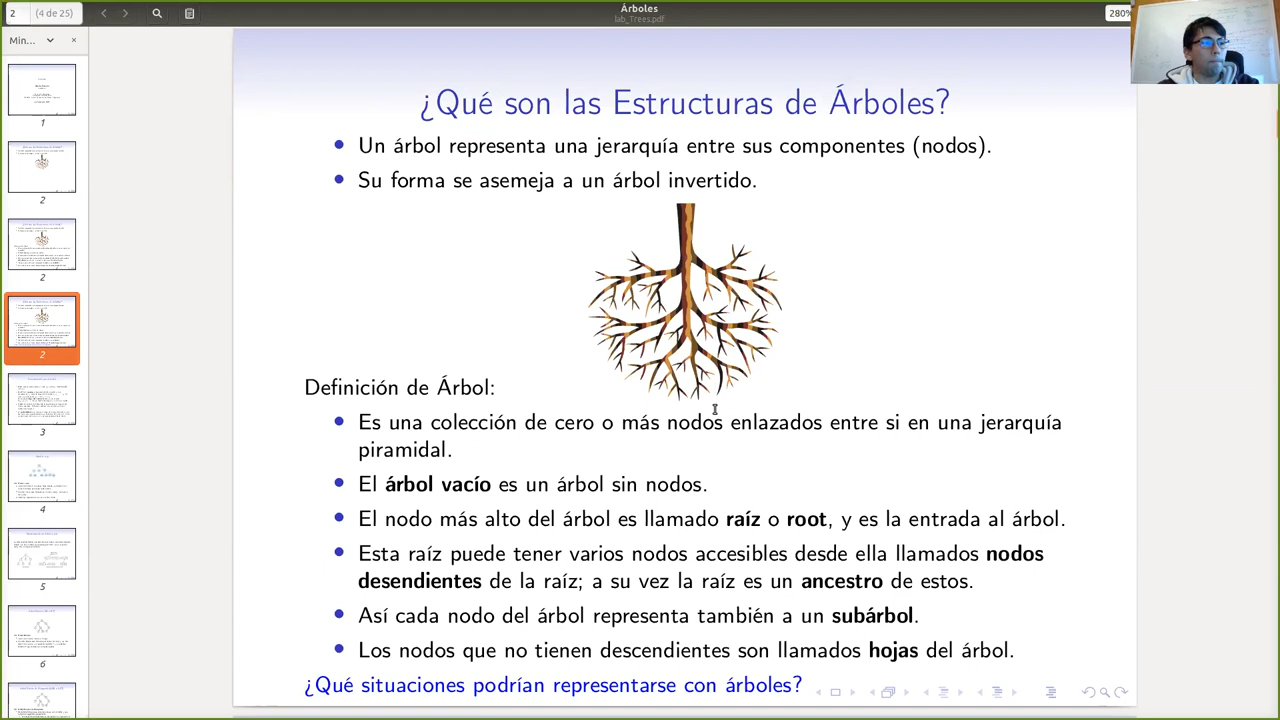 2
(4 de 25)
Árboles
lab_Trees.pdf
280%
Min...
1
2
2
2
3
4
5
6
¿Qué son las Estructuras de Árboles?
Un árbol representa una jerarquía entre sus componentes (nodos).
Su forma se asemeja a un árbol invertido.
Definición de Árbol:
Es una colección de cero o más nodos enlazados entre si en una jerarquía
piramidal.
El árbol vacio es un árbol sin nodos.
El nodo más alto del árbol es llamado raíz o root, y es la entrada al árbol.
Esta raíz puede tener varios nodos accesibles desde ella llamados nodos
desendientes de la raíz; a su vez la raíz es un ancestro de estos.
Así cada nodo del árbol representa también a un subárbol.
Los nodos que no tienen descendientes son llamados hojas del árbol.
¿Qué situaciones podrían representarse con árboles?